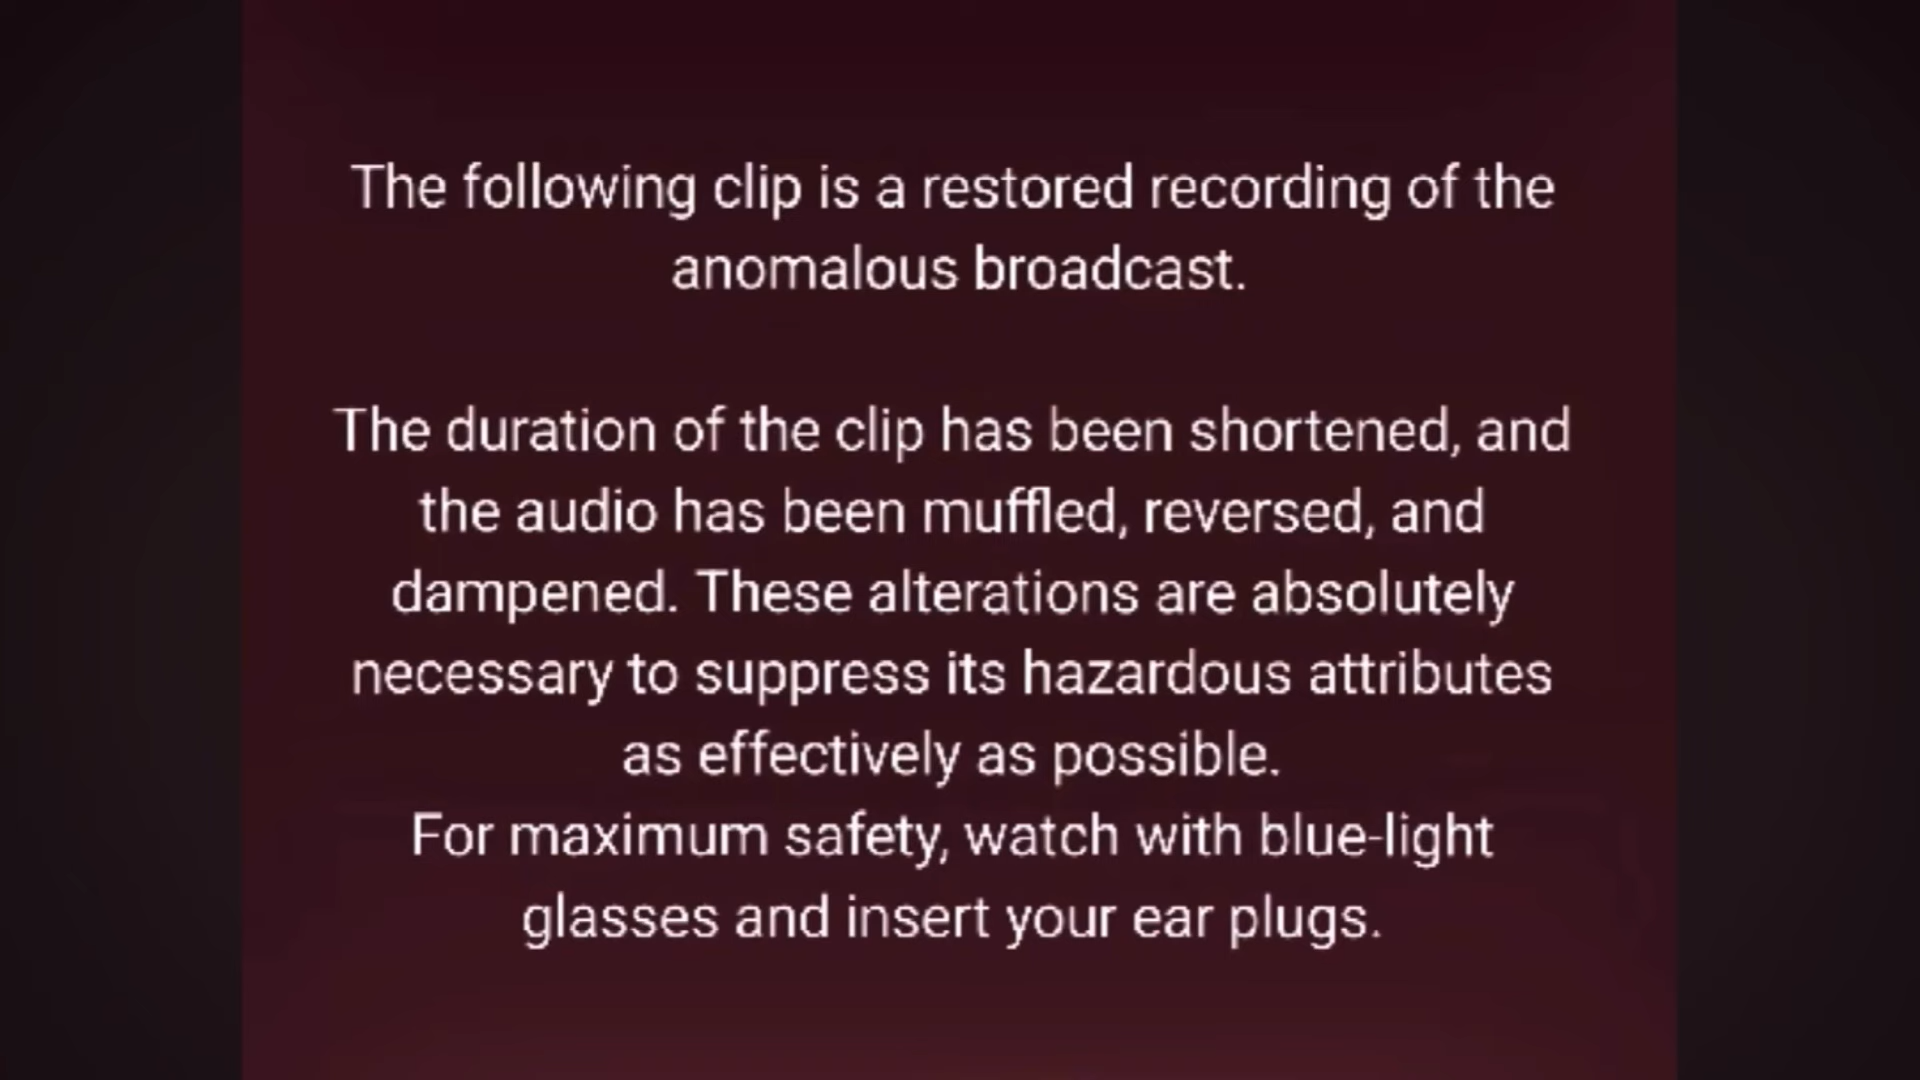 The following clip is a restored recording of the
anomalous broadcast.
The duration of the clip has been shortened, and
the audio has been muffled, reversed, and
dampened. These alterations are absolutely
necessary to suppress its hazardous attributes
as effectively as possible.
For maximum safety, watch with blue-light
glasses and insert your ear plugs.